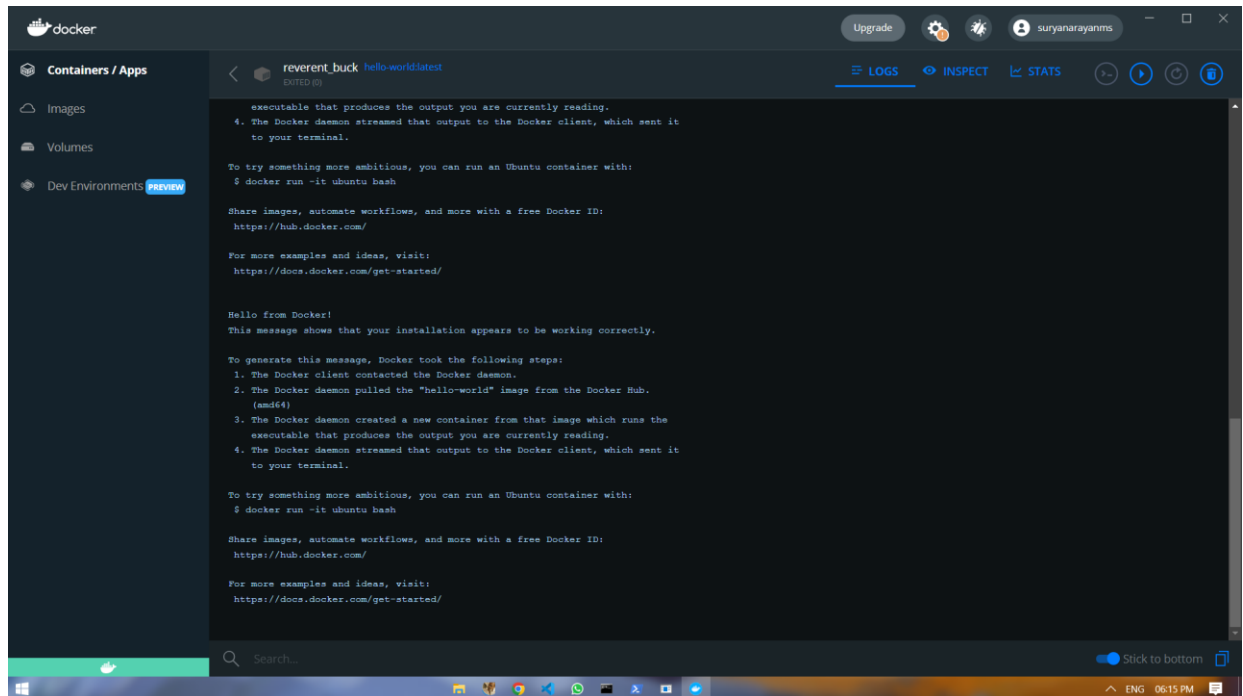 docker
Upgrade
suryanarayanms
Containers / Apps
Images
Volumes
Dev Environments PREVIEW
reverent_buck hello-world:latest
EXITED (0)
LOGS
INSPECT
STATS
executable that produces the output you are currently reading.
4. The Docker daemon streamed that output to the Docker client, which sent it
to your terminal.
To try something more ambitious, you can run an Ubuntu container with:
$ docker run -it ubuntu bash
Share images, automate workflows, and more with a free Docker ID:
https://hub.docker.com/
For more examples and ideas, visit:
https://docs.docker.com/get-started/
Hello from Docker!
This message shows that your installation appears to be working correctly.
To generate this message, Docker took the following steps:
1. The Docker client contacted the Docker daemon.
2. The Docker daemon pulled the "hello-world" image from the Docker Hub.
(amd64)
3. The Docker daemon created a new container from that image which runs the
executable that produces the output you are currently reading.
4. The Docker daemon streamed that output to the Docker client, which sent it
to your terminal.
To try something more ambitious, you can run an Ubuntu container with:
$ docker run -it ubuntu bash
Share images, automate workflows, and more with a free Docker ID:
https://hub.docker.com/
For more examples and ideas, visit:
https://docs.docker.com/get-started/
Search...
Stick to bottom
ENG 06:15 PM